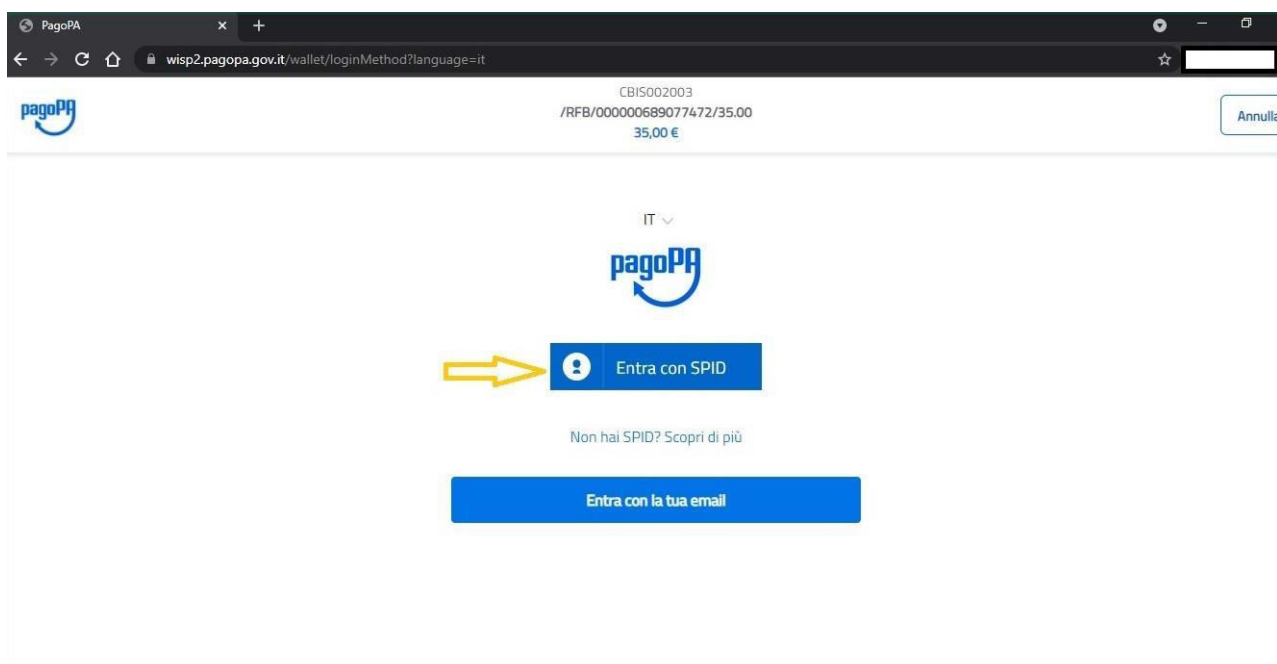 PagoPA
wisp2.pagopa.gov.it/wallet/loginMethod?language=it
pagoPA
CBIS002003
/RFB/000000689077472/35.00
35,00 €
Annulla
IT
pagoPA
Entra con SPID
Non hai SPID? Scopri di più
Entra con la tua email